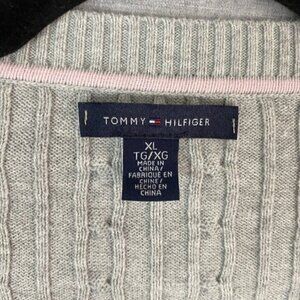 TOMMY HILFIGER
XL
TG/XG
MADE IN
CHINA/
FABRIQUÉ EN
CHINE/
HECHO EN
CHINA